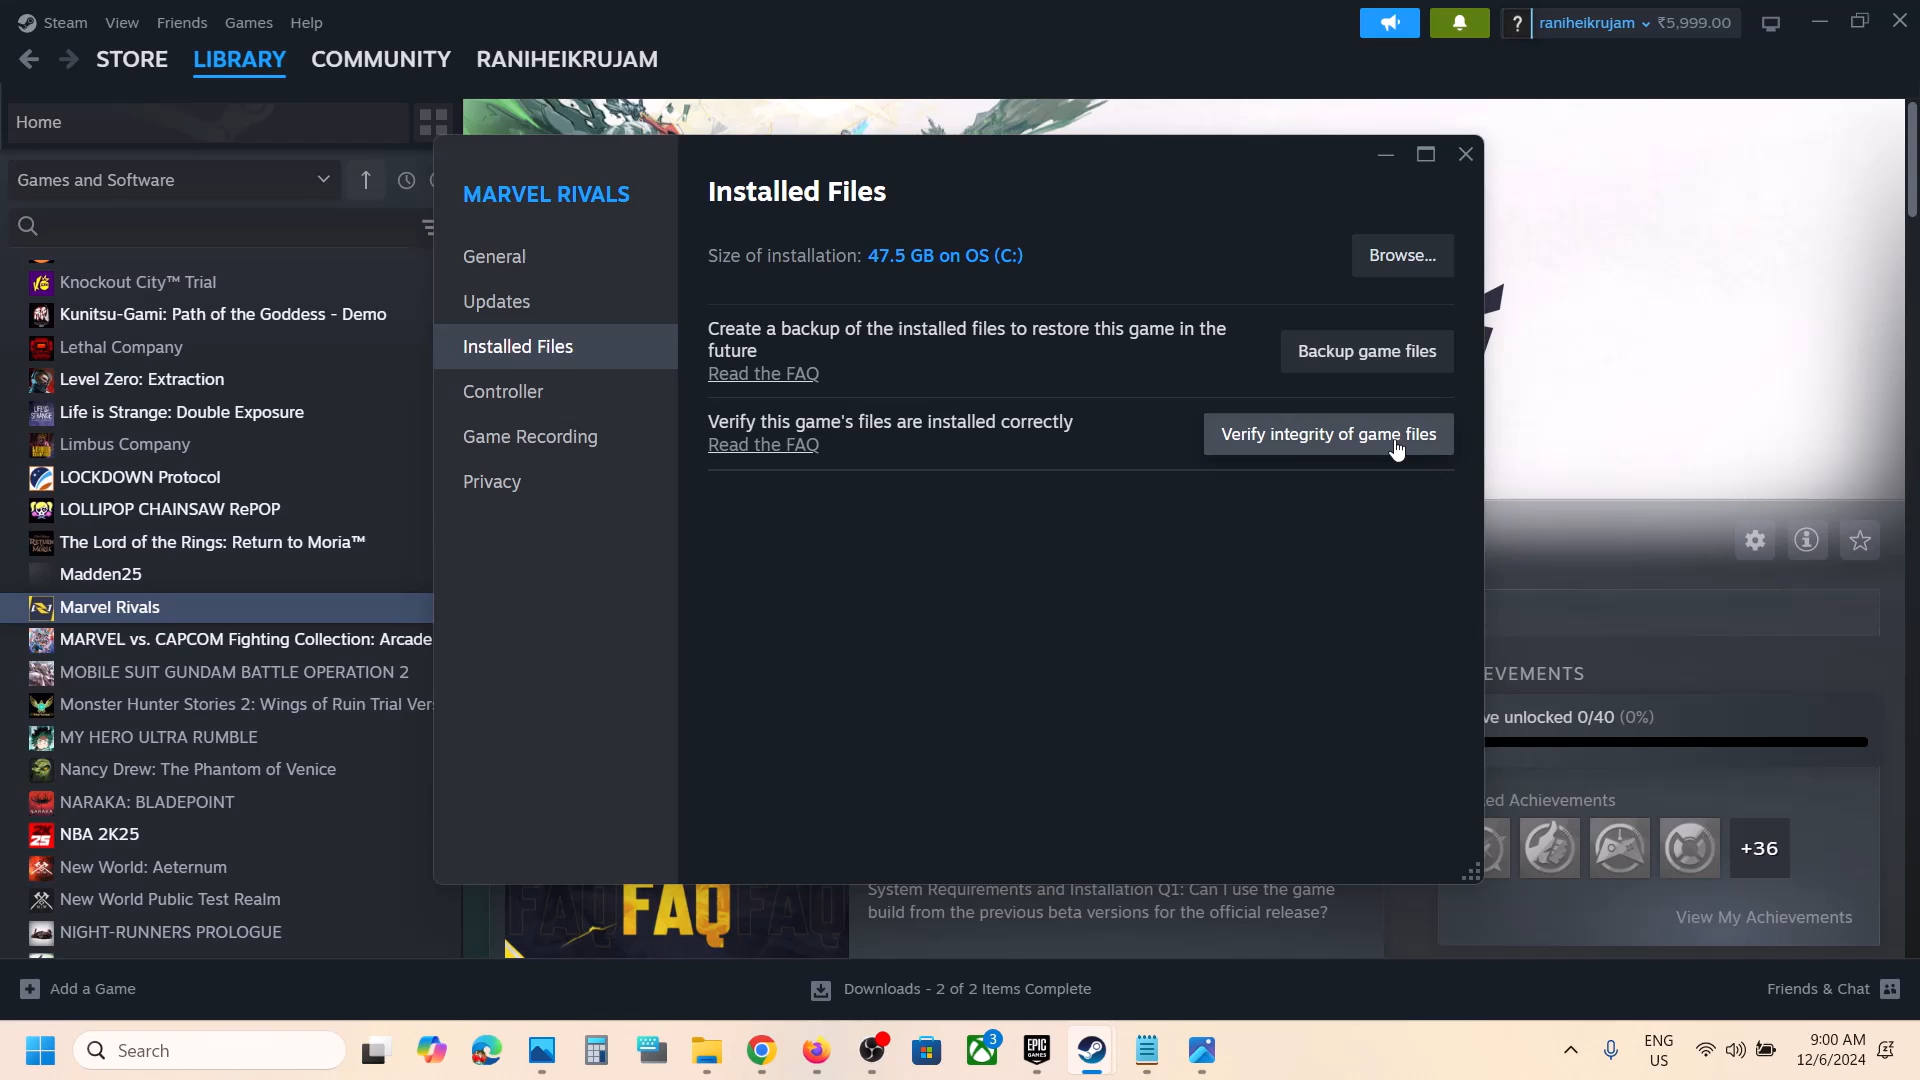 Steam View Friends Games Help
? raniheikrujam ₹5,999.00
STORE LIBRARY COMMUNITY RANIHEIKRUJAM
Home
Games and Software
Knockout City™ Trial
Kunitsu-Gami: Path of the Goddess - Demo
Lethal Company
Level Zero: Extraction
Life is Strange: Double Exposure
Limbus Company
LOCKDOWN Protocol
LOLLIPOP CHAINSAW RePOP
The Lord of the Rings: Return to Moria™
Madden25
Marvel Rivals
MARVEL vs. CAPCOM Fighting Collection: Arcade
MOBILE SUIT GUNDAM BATTLE OPERATION 2
Monster Hunter Stories 2: Wings of Ruin Trial Ver
MY HERO ULTRA RUMBLE
Nancy Drew: The Phantom of Venice
NARAKA: BLADEPOINT
NBA 2K25
New World: Aeternum
New World Public Test Realm
NIGHT-RUNNERS PROLOGUE
MARVEL RIVALS
General
Updates
Installed Files
Controller
Game Recording
Privacy
Installed Files
Size of installation: 47.5 GB on OS (C:)
Browse...
Create a backup of the installed files to restore this game in the
future
Read the FAQ
Backup game files
Verify this game's files are installed correctly
Read the FAQ
Verify integrity of game files
EVEMENTS
ve unlocked 0/40 (0%)
ed Achievements
+36
View My Achievements
FAQ FAQ FAQ
System Requirements and Installation Q1: Can I use the game
build from the previous beta versions for the official release?
Add a Game
Downloads - 2 of 2 Items Complete
Friends & Chat
Search
3
EPIC
GAMES
ENG
US
9:00 AM
12/6/2024